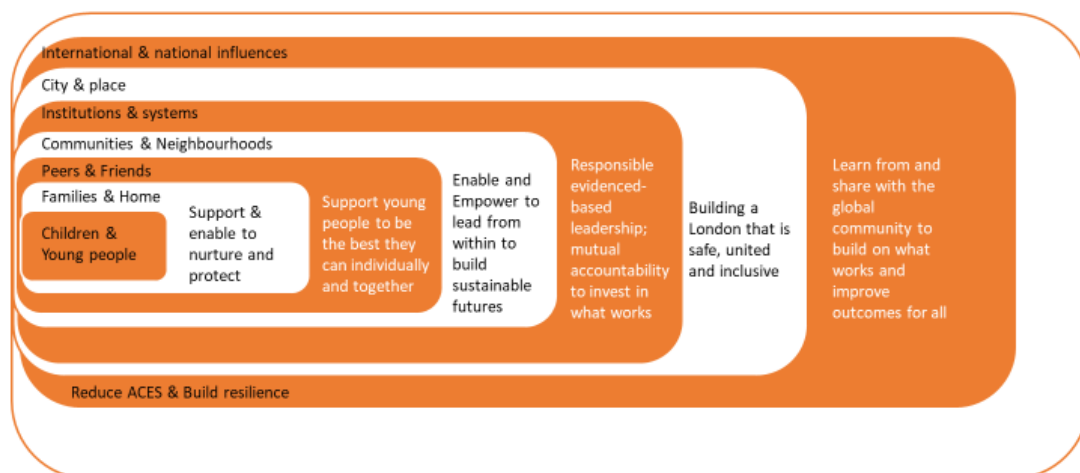 International & national influences
City & place
Institutions & systems
Communities & Neighbourhoods
Peers & Friends
Families & Home
Children &
Young people
Support &
enable to
nurture and
protect
Support young
people to be
the best they
can individually
and together
Enable and
Empower to
lead from
within to
build
sustainable
futures
Responsible
evidenced-
based
leadership;
mutual
accountability
to invest in
what works
Building a
London that is
safe, united
and inclusive
Learn from and
share with the
global
community to
build on what
works and
improve
outcomes for all
Reduce ACES & Build resilience